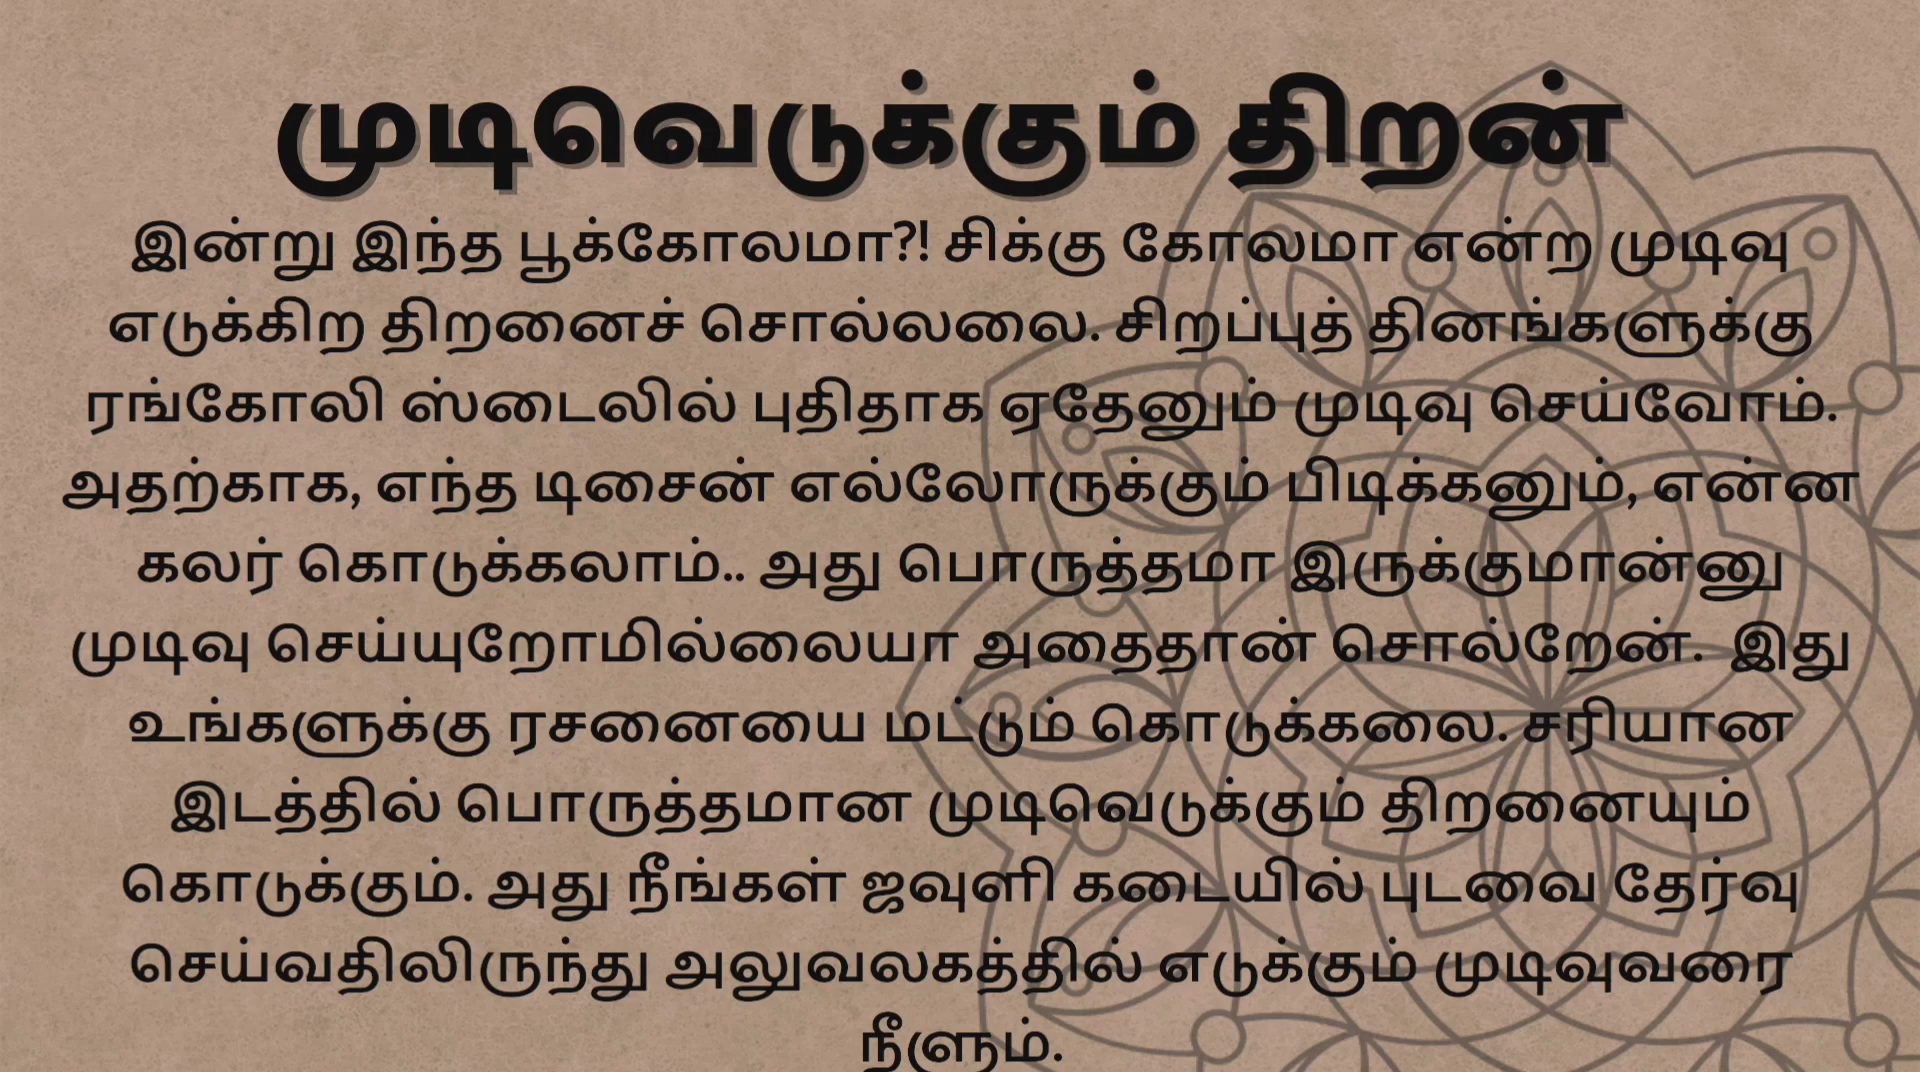 முடிவெடுக்கும் திறன்
இன்று இந்த பூக்கோலமா?! சிக்கு கோலமா என்ற முடிவு
எடுக்கிற திறனைச் சொல்லலை. சிறப்புத் தினங்களுக்கு
ரங்கோலி ஸ்டைலில் புதிதாக ஏதேனும் முடிவு செய்வோம்.
அதற்காக, எந்த டிசைன் எல்லோருக்கும் பிடிக்கனும், என்ன
கலர் கொடுக்கலாம்.. அது பொருத்தமா இருக்குமான்னு
முடிவு செய்யுறோமில்லையா அதைதான் சொல்றேன். இது
உங்களுக்கு ரசனையை மட்டும் கொடுக்கலை. சரியான
இடத்தில் பொருத்தமான முடிவெடுக்கும் திறனையும்
கொடுக்கும். அது நீங்கள் ஜவுளி கடையில் புடவை தேர்வு
செய்வதிலிருந்து அலுவலகத்தில் எடுக்கும் முடிவுவரை
நீளும்.